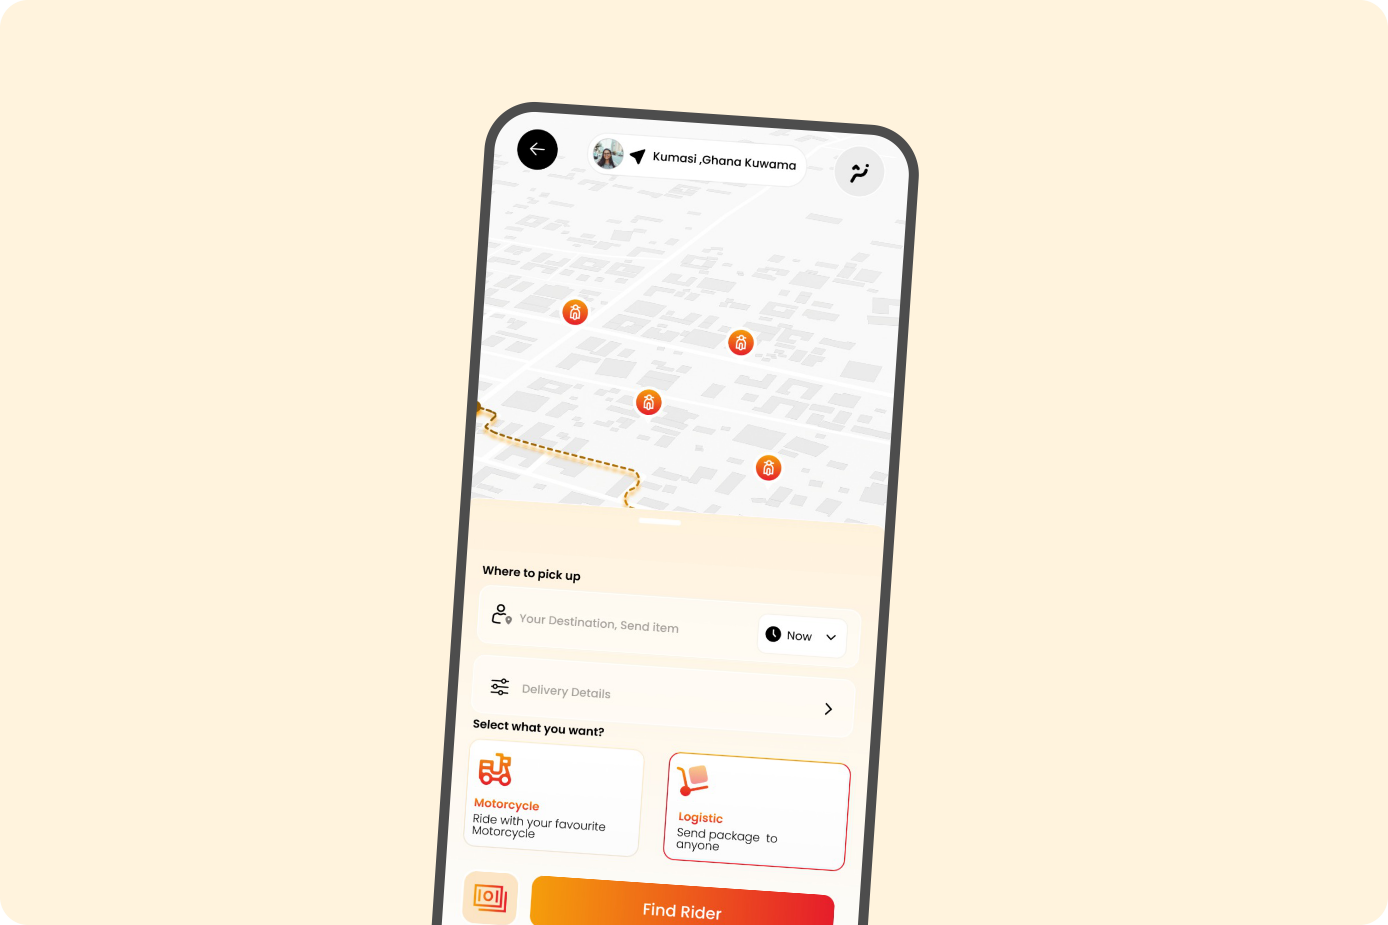 Kumasi ,Ghana Kuwama
Where to pick up
Your Destination, Send item
Now
Delivery Details
Select what you want?
Motorcycle
Ride with your favourite
Motorcycle
Logistic
Send package  to
anyone
Find Rider